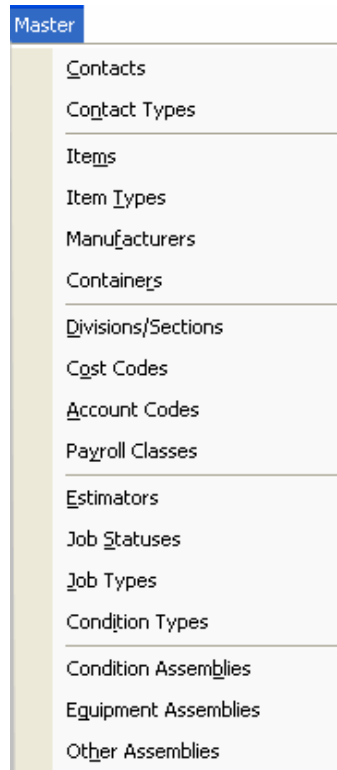 Master
Contacts
Contact Types
Items
Item Types
Manufacturers
Containers
Divisions/Sections
Cost Codes
Account Codes
Payroll Classes
Estimators
Job Statuses
Job Types
Condition Types
Condition Assemblies
Equipment Assemblies
Other Assemblies